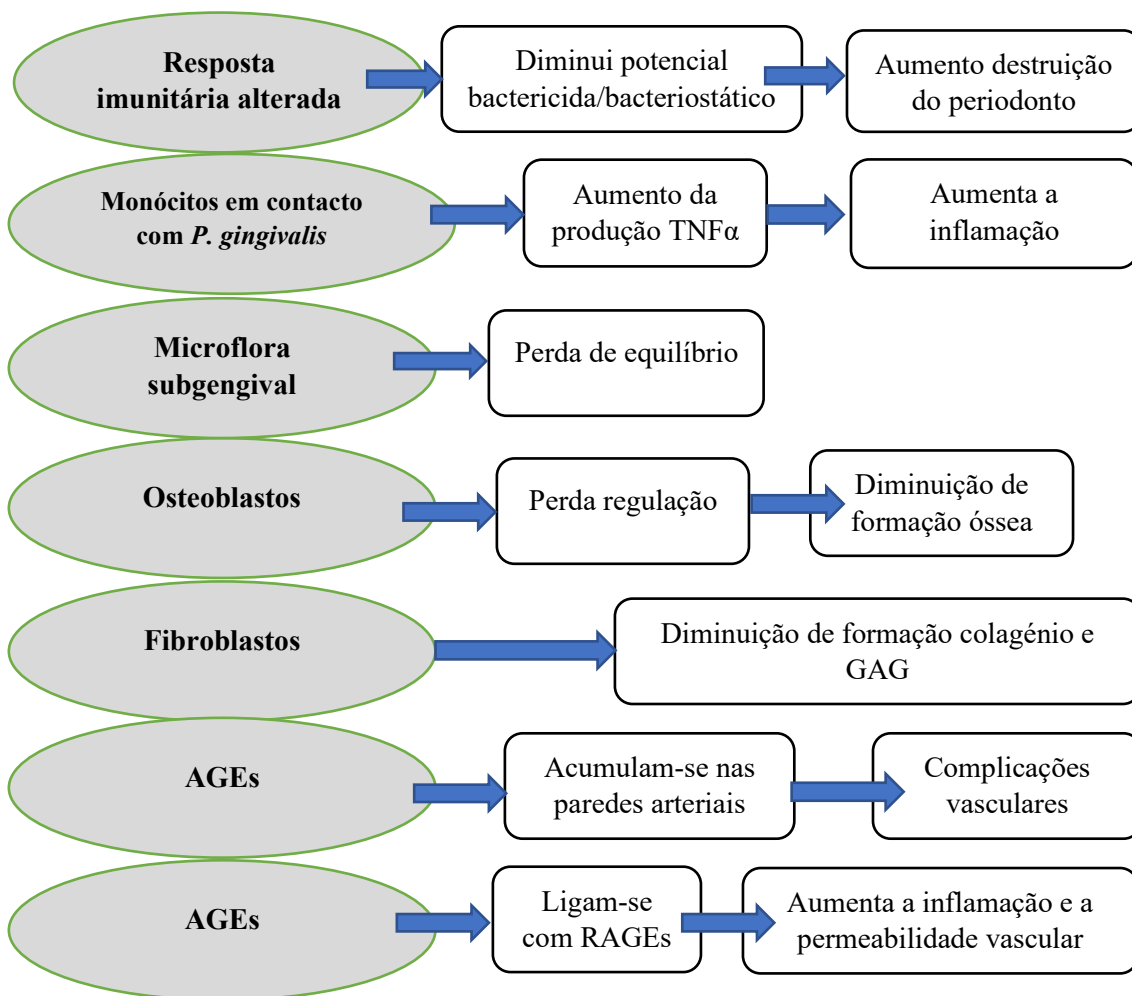 Resposta
imunitária alterada
Diminui potencial
bactericida/bacteriostático
Aumento destruição
do periodonto
Monócitos em contacto
com P. gingivalis
Aumento da
produção TNFα
Aumenta a
inflamação
Microflora
subgengival
Perda de equilíbrio
Osteoblastos
Perda regulação
Diminuição de
formação óssea
Fibroblastos
Diminuição de formação colagénio e
GAG
AGEs
Acumulam-se nas
paredes arteriais
Complicações
vasculares
AGEs
Ligam-se
com RAGEs
Aumenta a inflamação e a
permeabilidade vascular